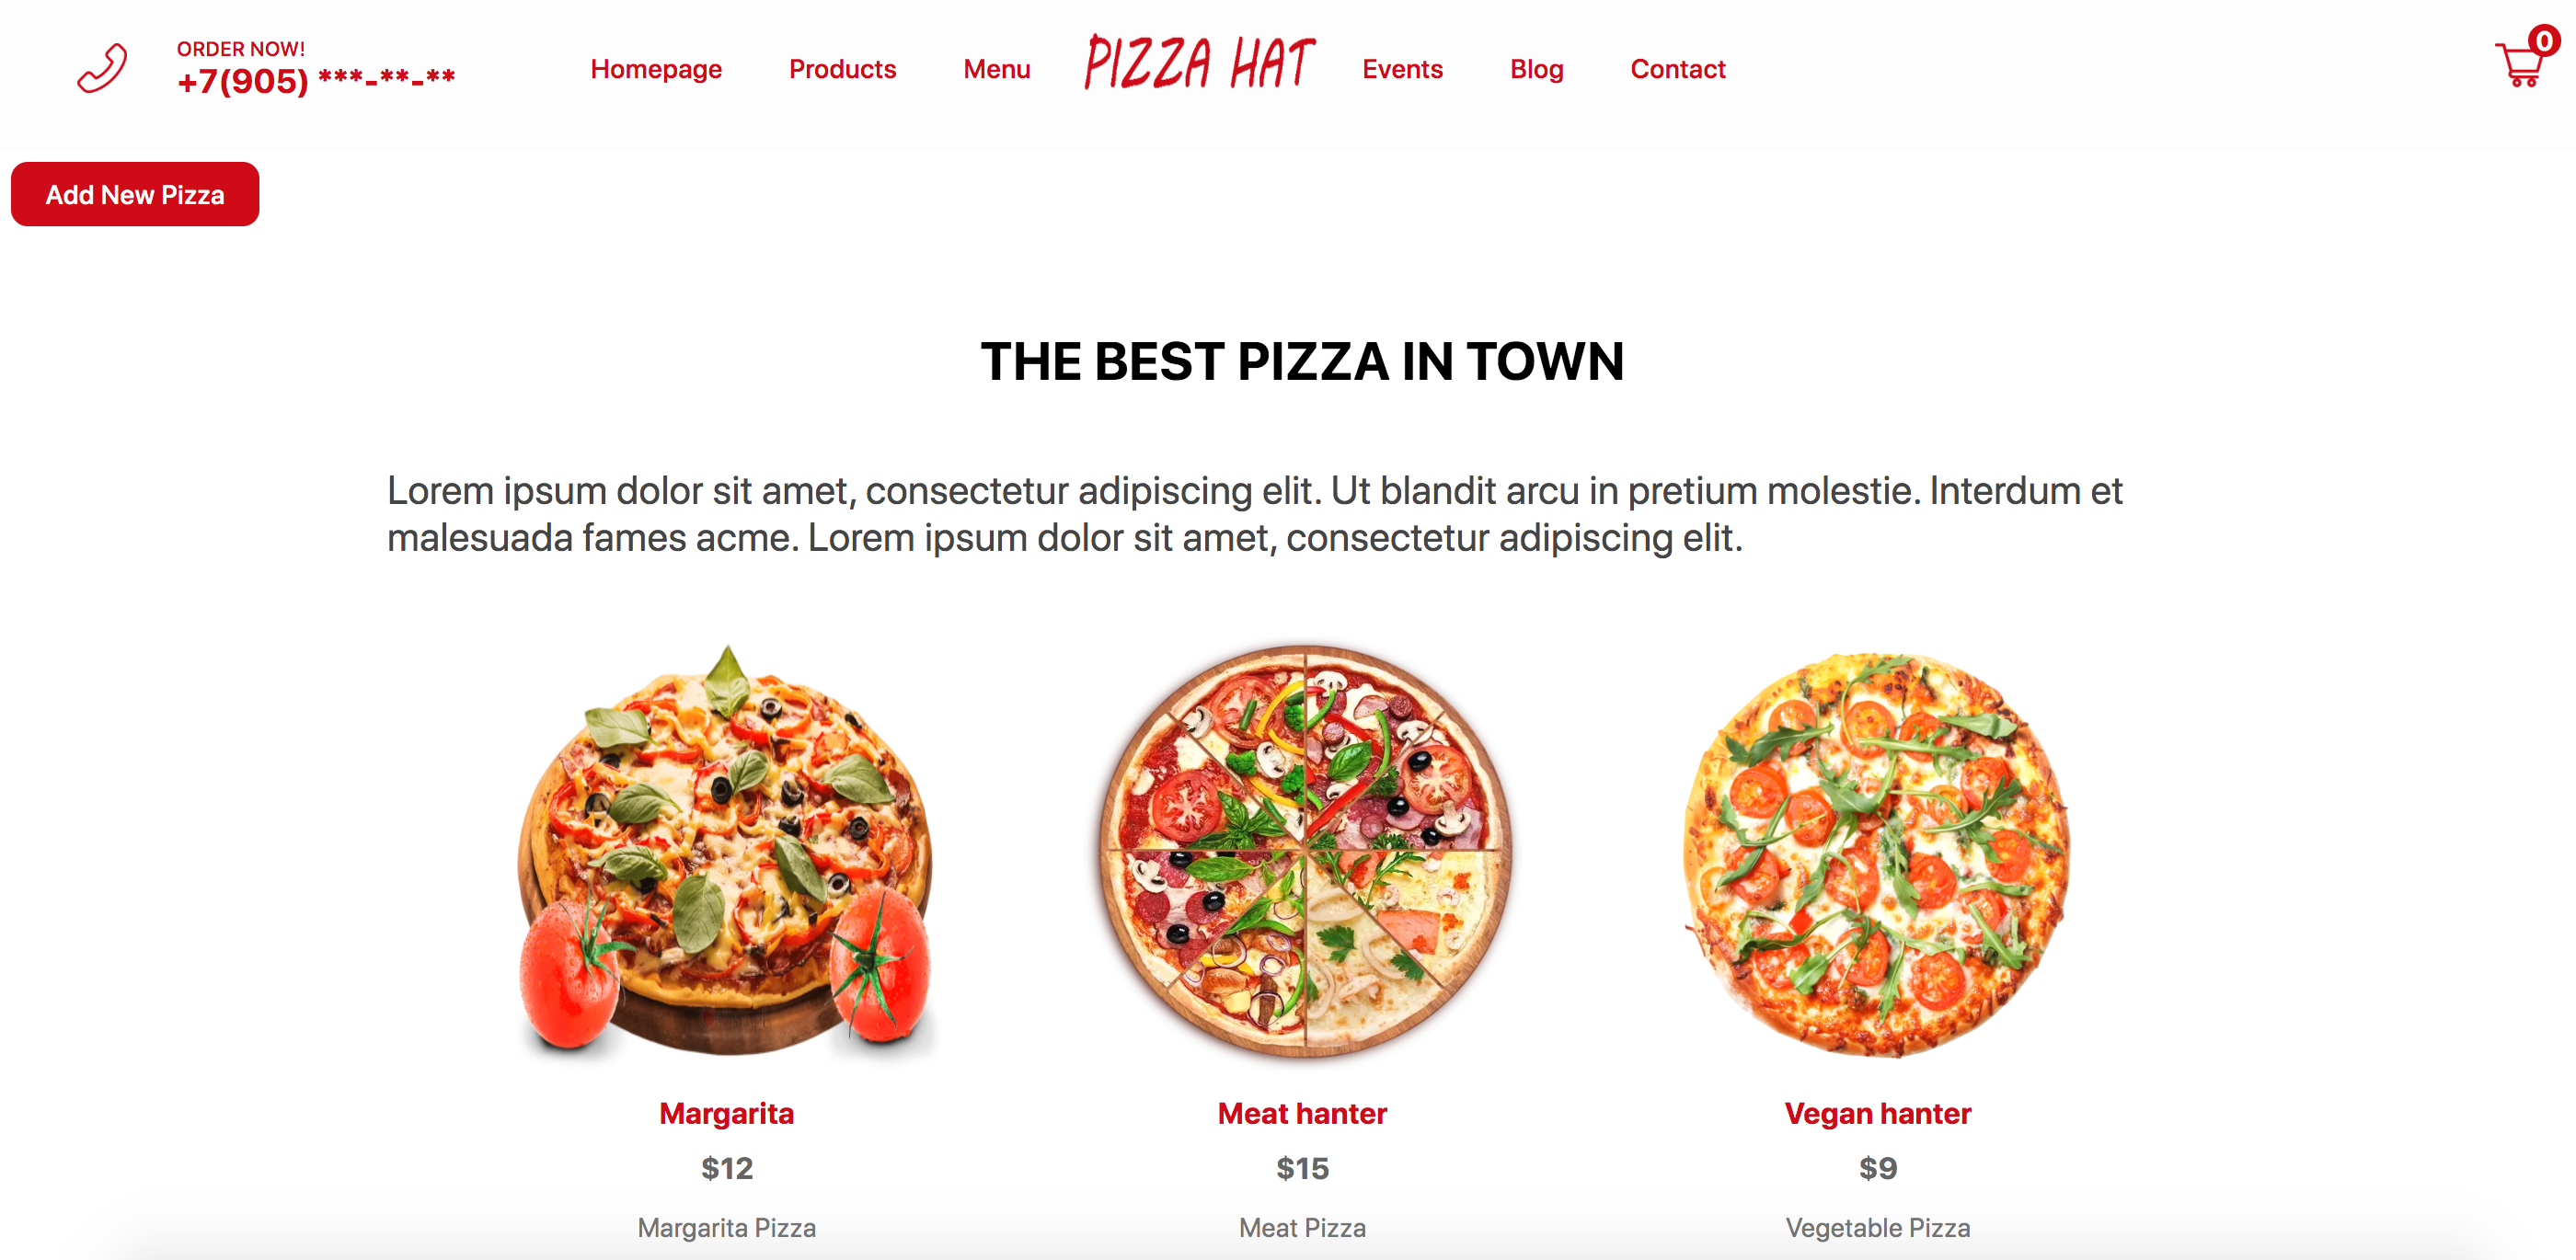 ORDER NOW!
+7(905) ***-**-**
Homepage
Products
Menu
PIZZA HAT
Events
Blog
Contact
0
Add New Pizza
THE BEST PIZZA IN TOWN
Lorem ipsum dolor sit amet, consectetur adipiscing elit. Ut blandit arcu in pretium molestie. Interdum et
malesuada fames acme. Lorem ipsum dolor sit amet, consectetur adipiscing elit.
Margarita
$12
Margarita Pizza
Meat hanter
$15
Meat Pizza
Vegan hanter
$9
Vegetable Pizza